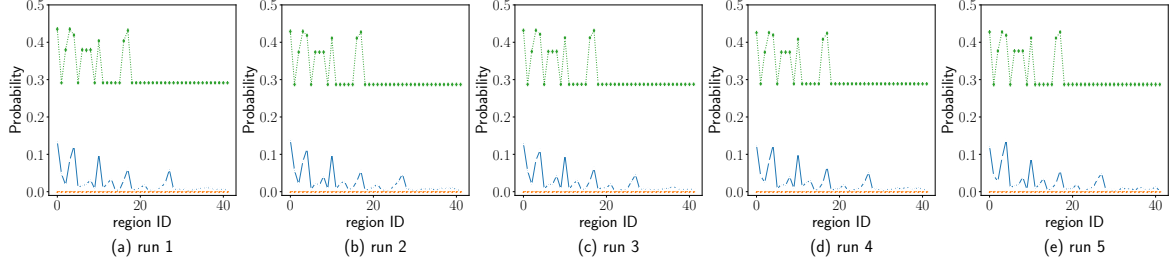 0.5 0.5 0.5 0.5 0.5
0.4 0.4 0.4 0.4 0.4
0.3 0.3 0.3 0.3 0.3
0.2 0.2 0.2 0.2 0.2
0.1 0.1 0.1 0.1 0.1
0.0 0.0 0.0 0.0 0.0
Probability Probability Probability Probability Probability
0 20 40 0 20 40 0 20 40 0 20 40 0 20 40
region ID region ID region ID region ID region ID
(a) run 1 (b) run 2 (c) run 3 (d) run 4 (e) run 5